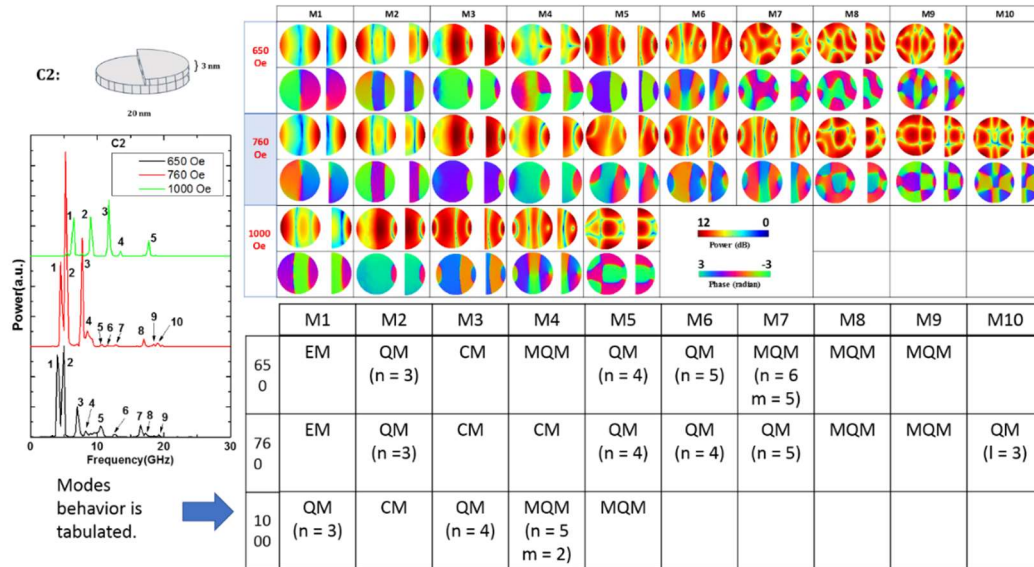 M1 M2 M3 M4 M5 M6 M7 M8 M9 M10
650
Oe
760
Oe
1000
Oe
12 0
Power (dB)
3 -3
Phase (radian)
C2:
3 nm
20 nm
C2
650 Oe
760 Oe
1000 Oe
1 2 3 4 5
1 2 3 4 5 6 7 8 9 10
1 2 3 4 5 6 7 8 9
Power(a.u.)
0 10 20 30
Frequency(GHz)
Modes
behavior is
tabulated.
M1 M2 M3 M4 M5 M6 M7 M8 M9 M10
65
0
EM QM CM MQM QM QM MQM MQM MQM
(n = 3) (n = 4) (n = 5) (n = 6
m = 5)
76
0
EM QM CM CM QM QM QM MQM MQM QM
(n =3) (n = 4) (n = 4) (n = 5) (l = 3)
10
00
QM CM QM MQM MQM
(n = 3) (n = 4) (n = 5
m = 2)